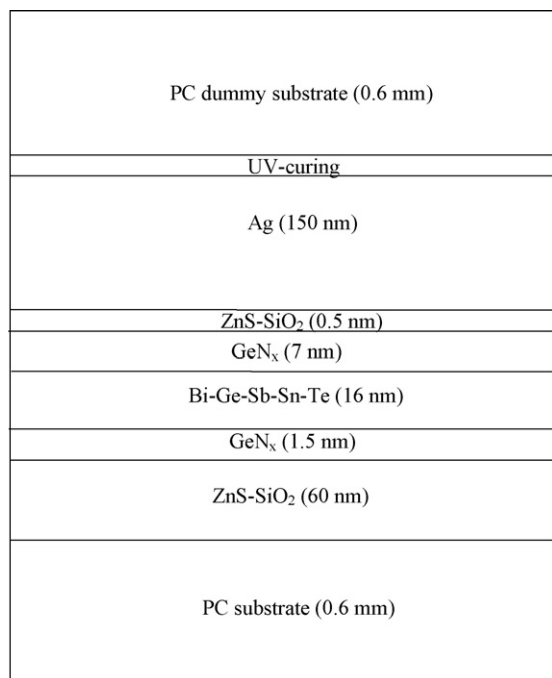 PC dummy substrate (0.6 mm)
UV-curing
Ag (150 nm)
ZnS-SiO₂ (0.5 nm)
GeNₓ (7 nm)
Bi-Ge-Sb-Sn-Te (16 nm)
GeNₓ (1.5 nm)
ZnS-SiO₂ (60 nm)
PC substrate (0.6 mm)